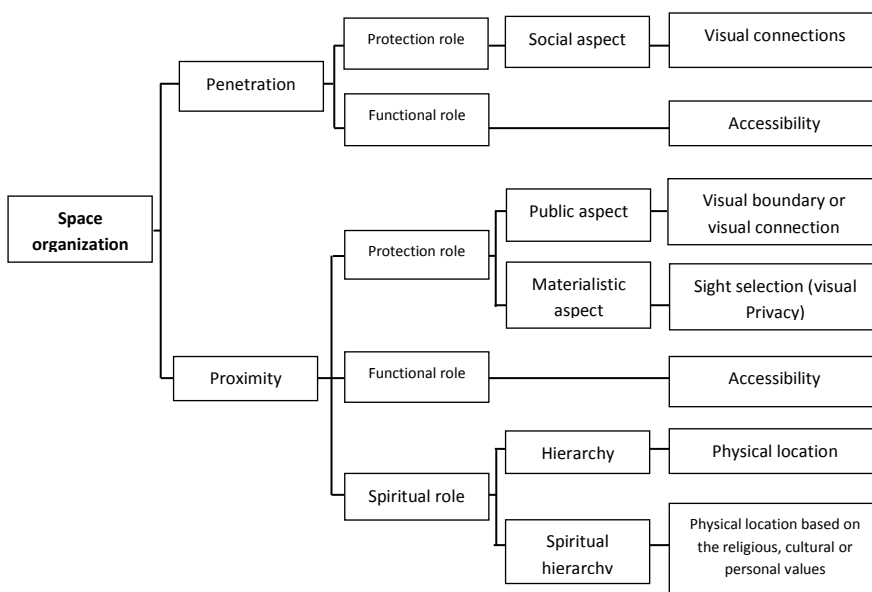 Protection role
Social aspect
Visual connections
Penetration
Functional role
Accessibility
Space
organization
Protection role
Public aspect
Visual boundary or
visual connection
Materialistic
aspect
Sight selection (visual
Privacy)
Proximity
Functional role
Accessibility
Spiritual role
Hierarchy
Physical location
Spiritual
hierarchy
Physical location based on
the religious, cultural or
personal values